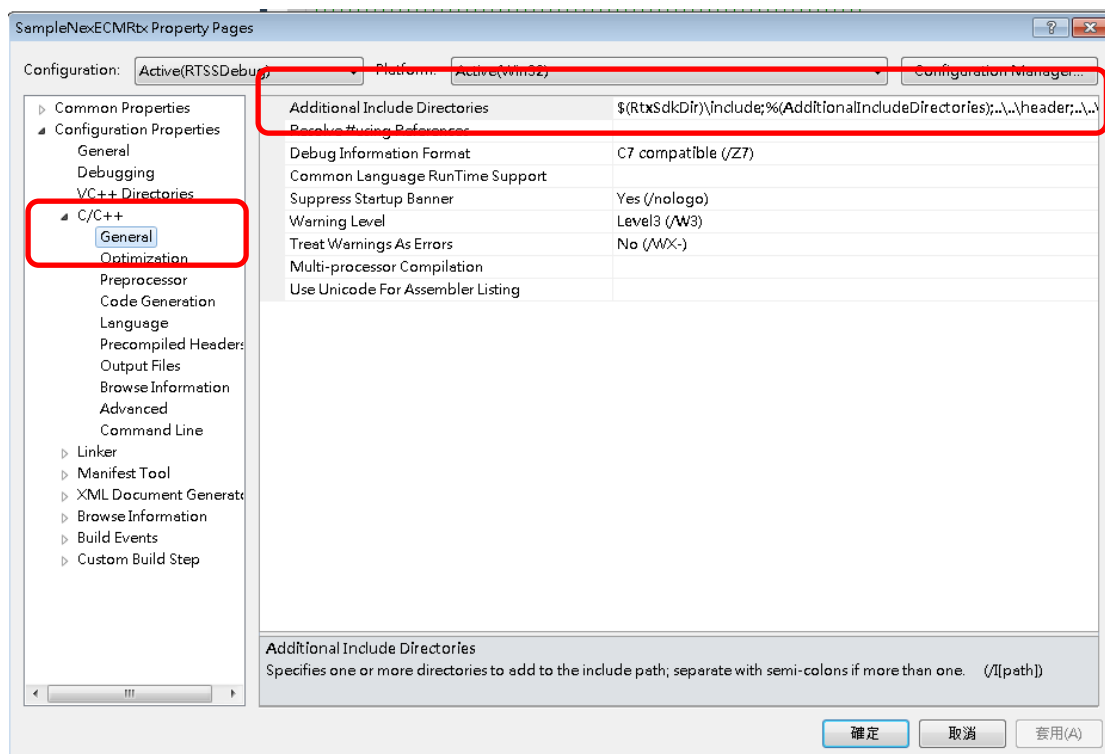 SampleNexECMRtx Property Pages
Configuration: Active(RTSSDebug) Platform: Active(Win32) Configuration Manager...
Common Properties
Configuration Properties
General
Debugging
VC++ Directories
C/C++
General
Optimization
Preprocessor
Code Generation
Language
Precompiled Headers
Output Files
Browse Information
Advanced
Command Line
Linker
Manifest Tool
XML Document Generato
Browse Information
Build Events
Custom Build Step
Additional Include Directories $(RtxSdkDir)\include;%(AdditionalIncludeDirectories);..\..\header;..\..\
Resolve #using References
Debug Information Format C7 compatible (/Z7)
Common Language RunTime Support
Suppress Startup Banner Yes (/nologo)
Warning Level Level3 (/W3)
Treat Warnings As Errors No (/WX-)
Multi-processor Compilation
Use Unicode For Assembler Listing
Additional Include Directories
Specifies one or more directories to add to the include path; separate with semi-colons if more than one. (/I[path])
確定 取消 套用(A)